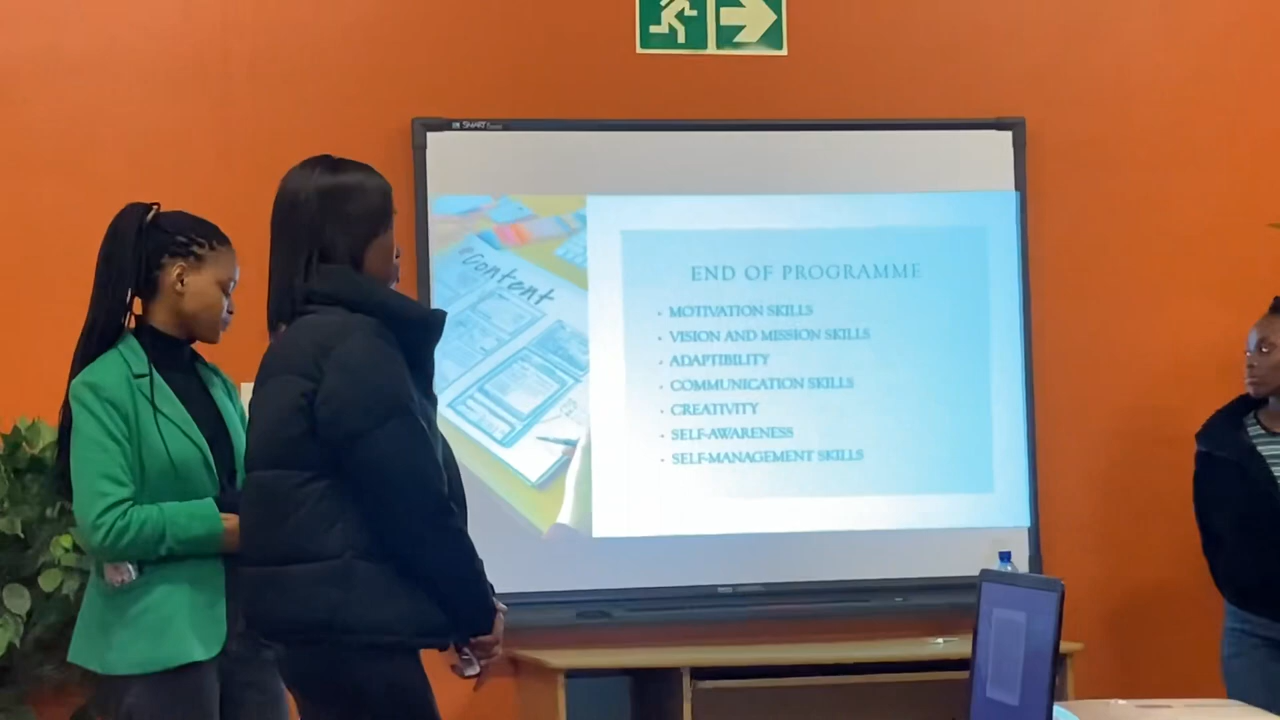 SMART
Content
END OF PROGRAMME
• MOTIVATION SKILLS
• VISION AND MISSION SKILLS
• ADAPTIBILITY
• COMMUNICATION SKILLS
• CREATIVITY
• SELF-AWARENESS
• SELF-MANAGEMENT SKILLS